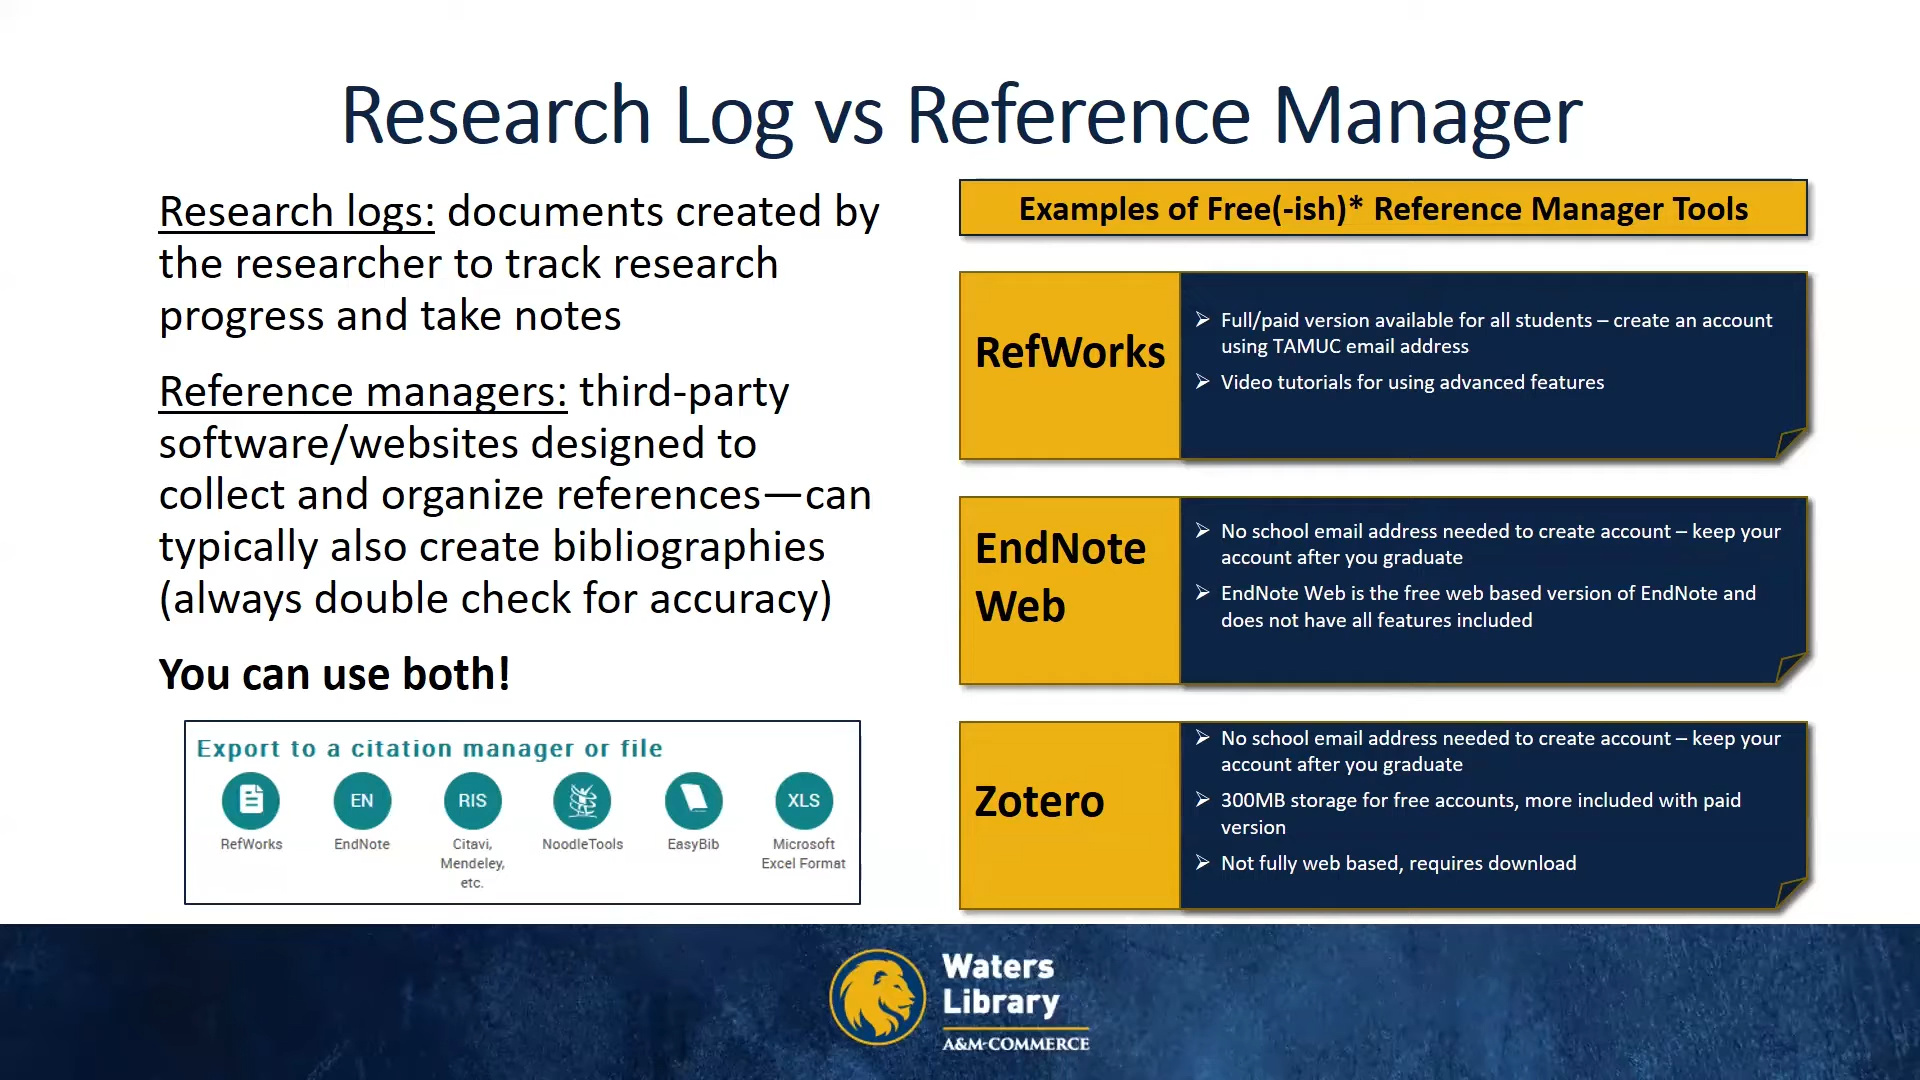 Research Log vs Reference Manager
Research logs: documents created by
the researcher to track research
progress and take notes
Reference managers: third-party
software/websites designed to
collect and organize references—can
typically also create bibliographies
(always double check for accuracy)
You can use both!
Export to a citation manager or file
EN
RIS
XLS
RefWorks
EndNote
Citavi,
Mendeley,
etc.
NoodleTools
EasyBib
Microsoft
Excel Format
Examples of Free(-ish)* Reference Manager Tools
RefWorks
Full/paid version available for all students – create an account
using TAMUC email address
Video tutorials for using advanced features
EndNote
Web
No school email address needed to create account – keep your
account after you graduate
EndNote Web is the free web based version of EndNote and
does not have all features included
Zotero
No school email address needed to create account – keep your
account after you graduate
300MB storage for free accounts, more included with paid
version
Not fully web based, requires download
Waters
Library
A&M-COMMERCE